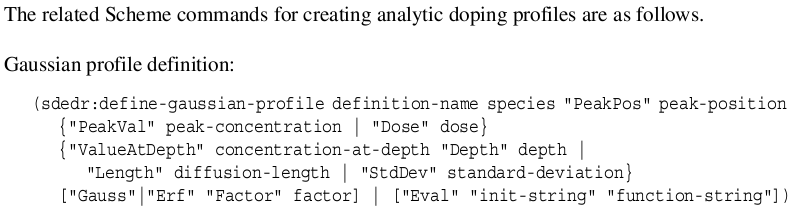 The related Scheme commands for creating analytic doping profiles are as follows.
Gaussian profile definition:
(sdedr:define-gaussian-profile definition-name species "PeakPos" peak-position
{"PeakVal" peak-concentration | "Dose" dose}
{"ValueAtDepth" concentration-at-depth "Depth" depth |
"Length" diffusion-length | "StdDev" standard-deviation}
["Gauss"|"Erf" "Factor" factor] | ["Eval" "init-string" "function-string"])